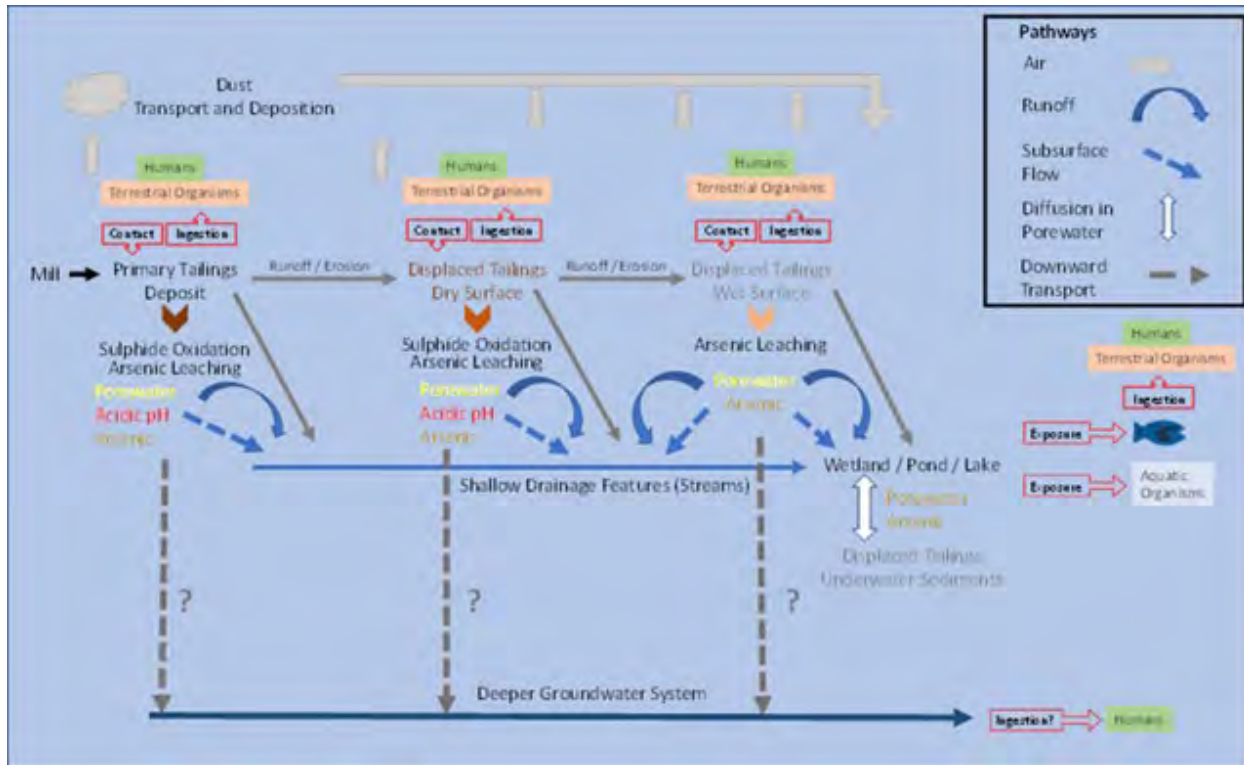 Dust
Transport and Deposition
Pathways
Air
Runoff
Subsurface
Flow
Diffusion in
Porewater
Downward
Transport
Humans
Terrestrial Organisms
Contact
Ingestion
Humans
Terrestrial Organisms
Contact
Ingestion
Humans
Terrestrial Organisms
Contact
Ingestion
Mill
Primary Tailings
Deposit
Runoff / Erosion
Displaced Tailings
Dry Surface
Runoff / Erosion
Displaced Tailings
Wet Surface
Sulphide Oxidation
Arsenic Leaching
Porewater
Acidic pH
Arsenic
Sulphide Oxidation
Arsenic Leaching
Porewater
Acidic pH
Arsenic
Arsenic Leaching
Porewater
Arsenic
Humans
Terrestrial Organisms
Ingestion
Exposure
Exposure
Aquatic
Organisms
Shallow Drainage Features (Streams)
Wetland / Pond / Lake
Porewater
Arsenic
Displaced Tailings
Underwater Sediments
?
?
?
Deeper Groundwater System
Ingestion?
Humans